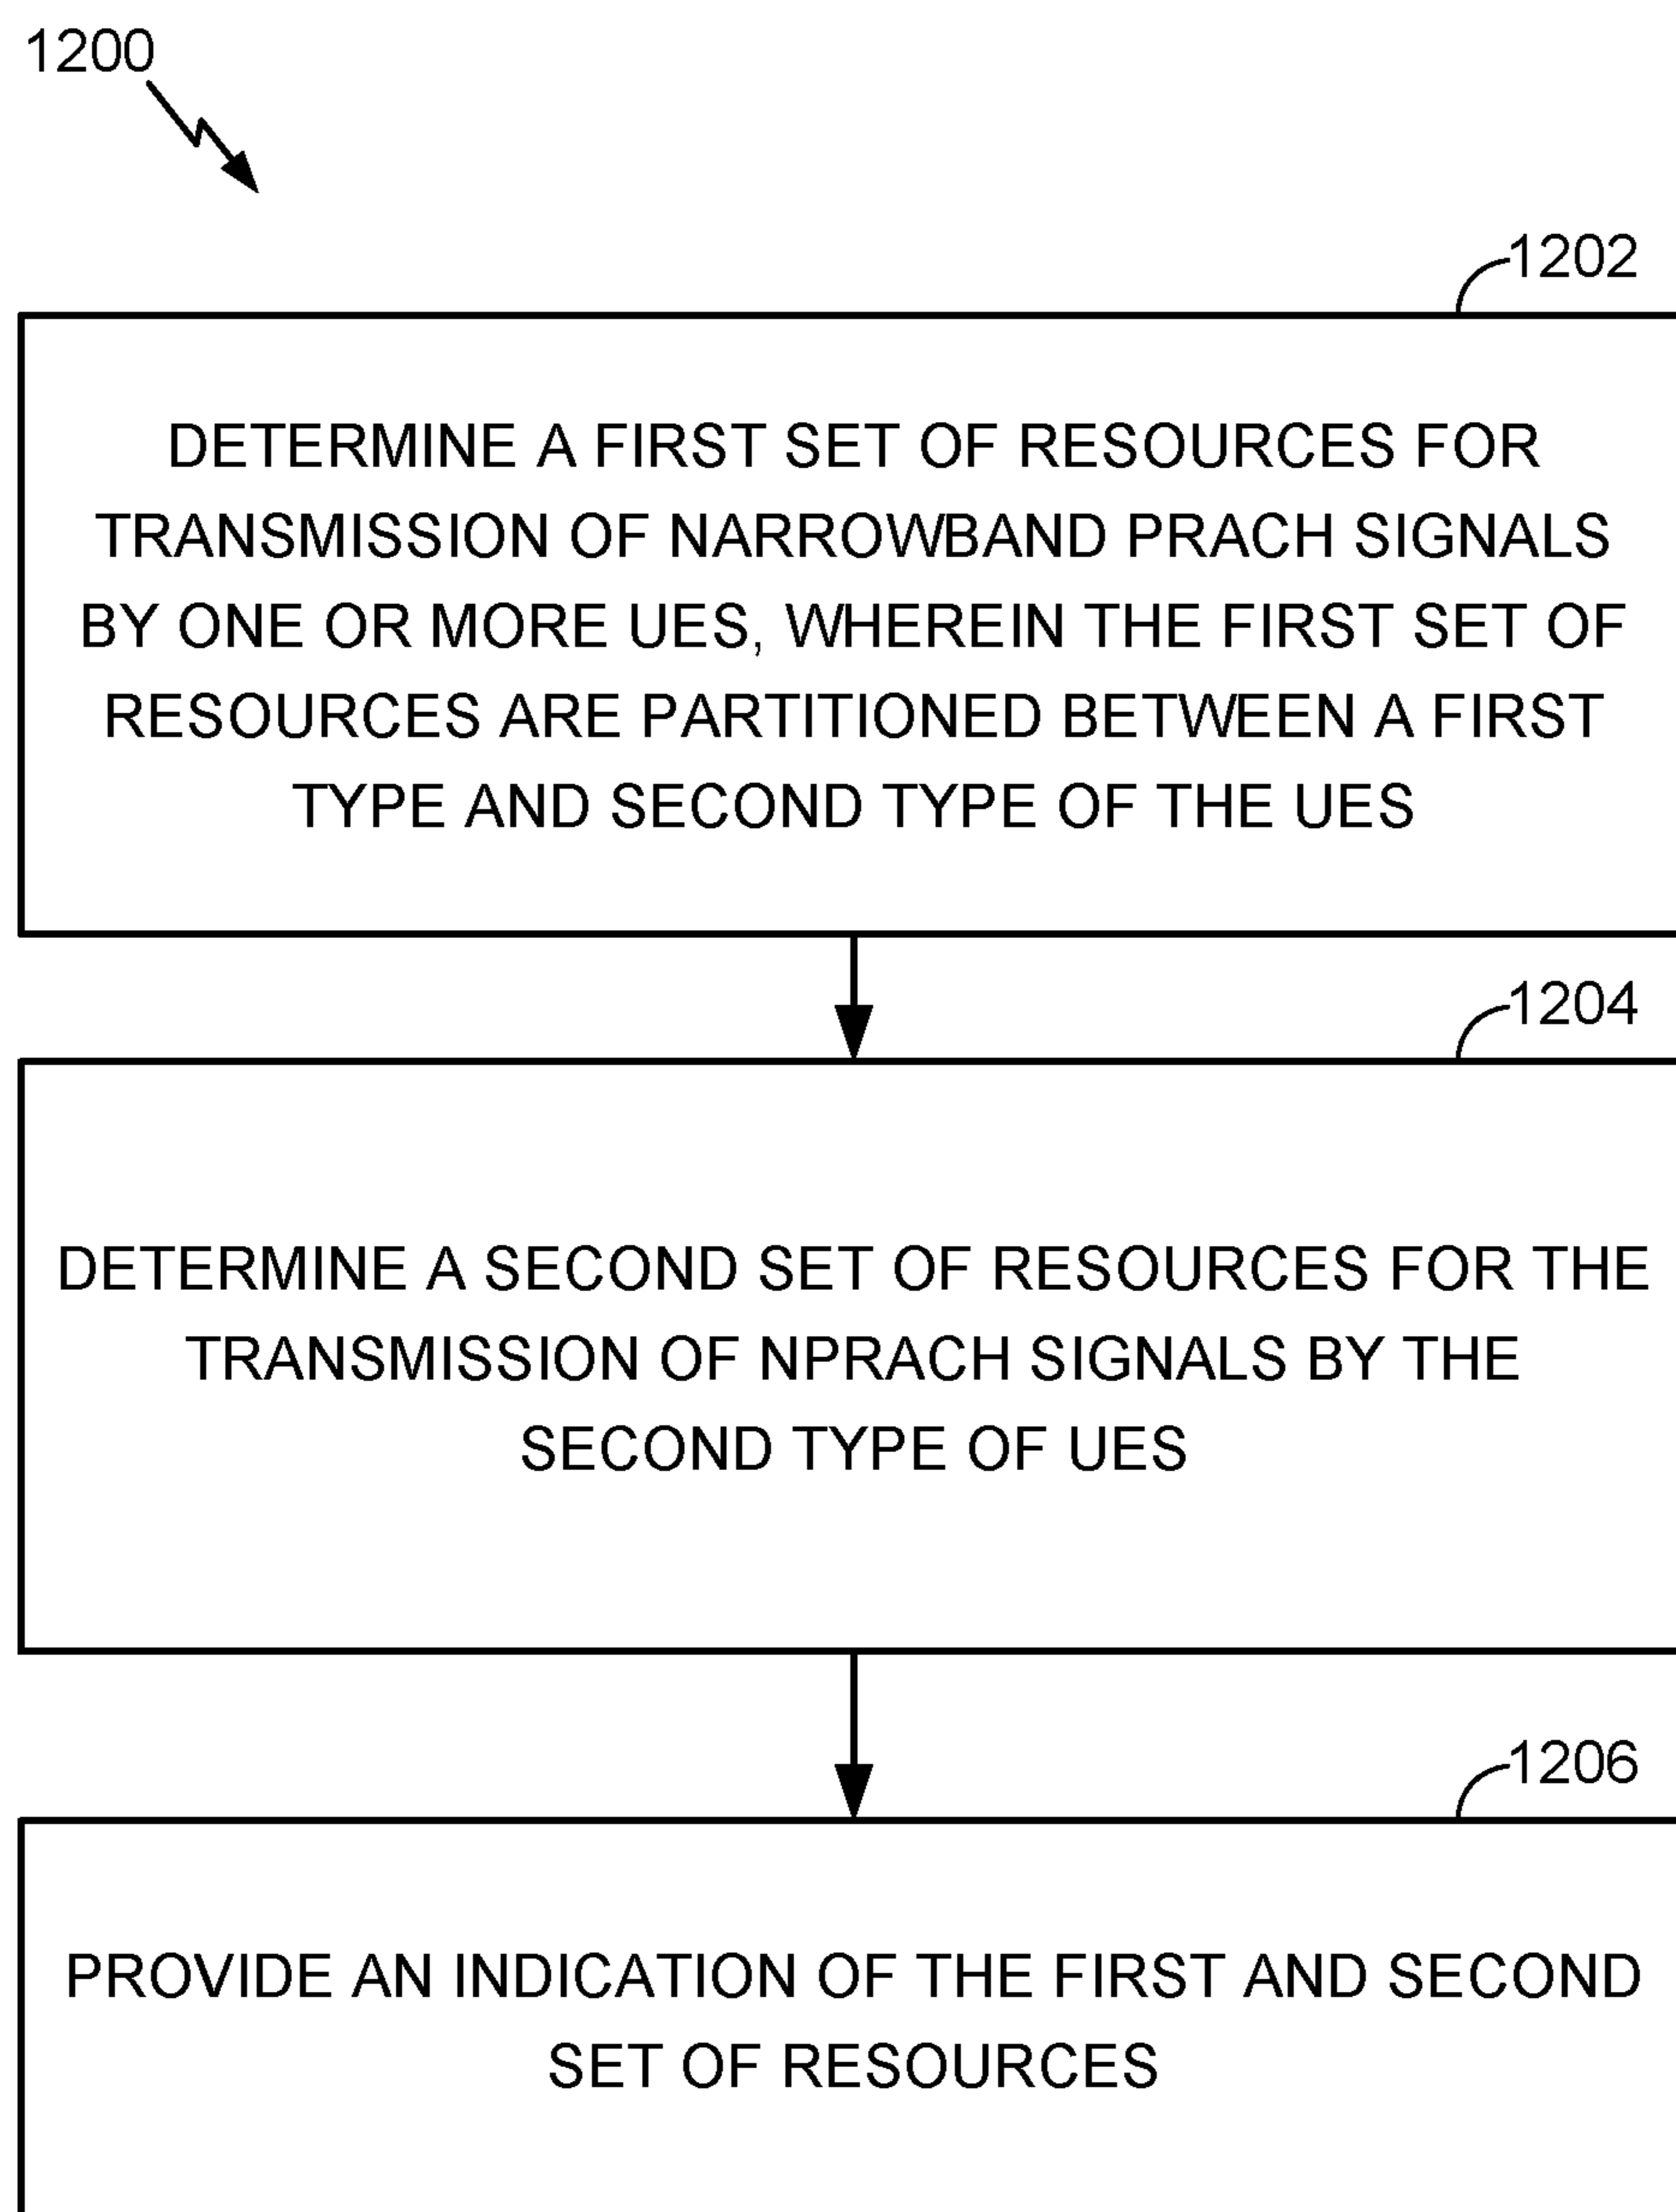 1200
1202
DETERMINE A FIRST SET OF RESOURCES FOR
TRANSMISSION OF NARROWBAND PRACH SIGNALS
BY ONE OR MORE UES, WHEREIN THE FIRST SET OF
RESOURCES ARE PARTITIONED BETWEEN A FIRST
TYPE AND SECOND TYPE OF THE UES
1204
DETERMINE A SECOND SET OF RESOURCES FOR THE
TRANSMISSION OF NPRACH SIGNALS BY THE
SECOND TYPE OF UES
1206
PROVIDE AN INDICATION OF THE FIRST AND SECOND
SET OF RESOURCES